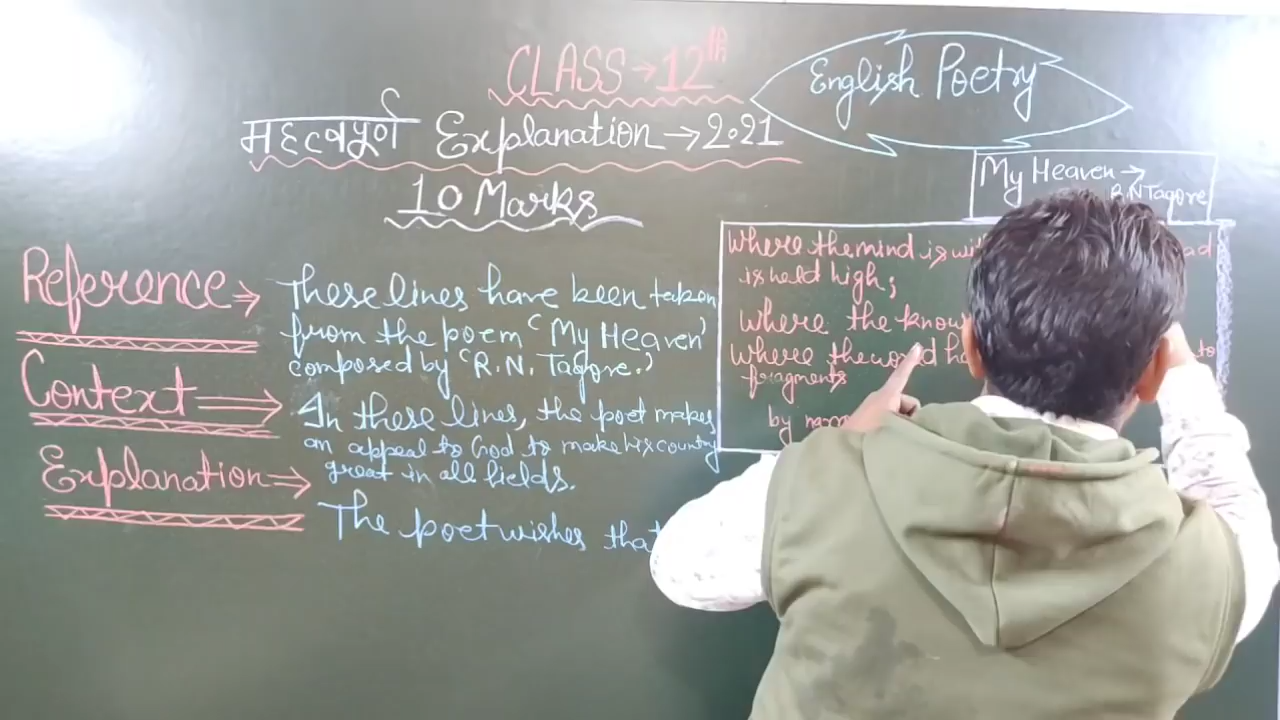 CLASS → 12th
English Poetry
महत्वपूर्ण Explanation → 2021
10 Marks
My Heaven →
R.N Tagore
Where the mind is
is held high;
Where the
Where the world
fragments
by
Reference ⇒
These lines have been taken
from the poem 'My Heaven'
composed by 'R.N. Tagore.'
Context ⇒
In these lines, the poet makes
an appeal to God to make his country
great in all fields.
Explanation ⇒
The poet wishes that